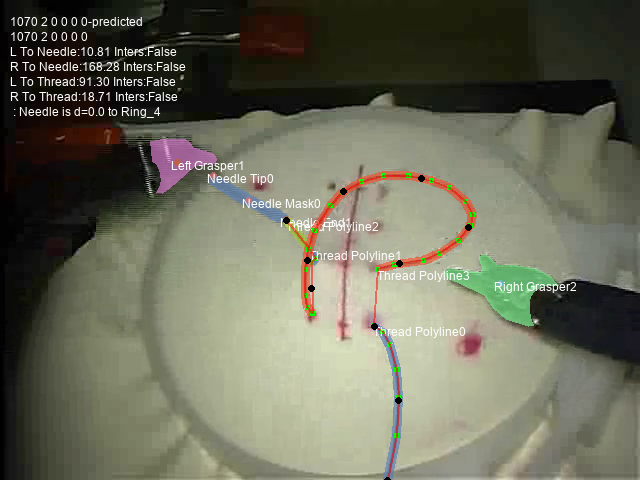 1070 2 0 0 0 0-predicted
1070 2 0 0 0 0
L To Needle:10.81 Inters:False
R To Needle:168.28 Inters:False
L To Thread:91.30 Inters:False
R To Thread:18.71 Inters:False
: Needle is d=0.0 to Ring_4
Left Grasper1
Needle Tip0
Needle Mask0
Needle End1
Thread Polyline2
Thread Polyline1
Thread Polyline3
Right Grasper2
Thread Polyline0